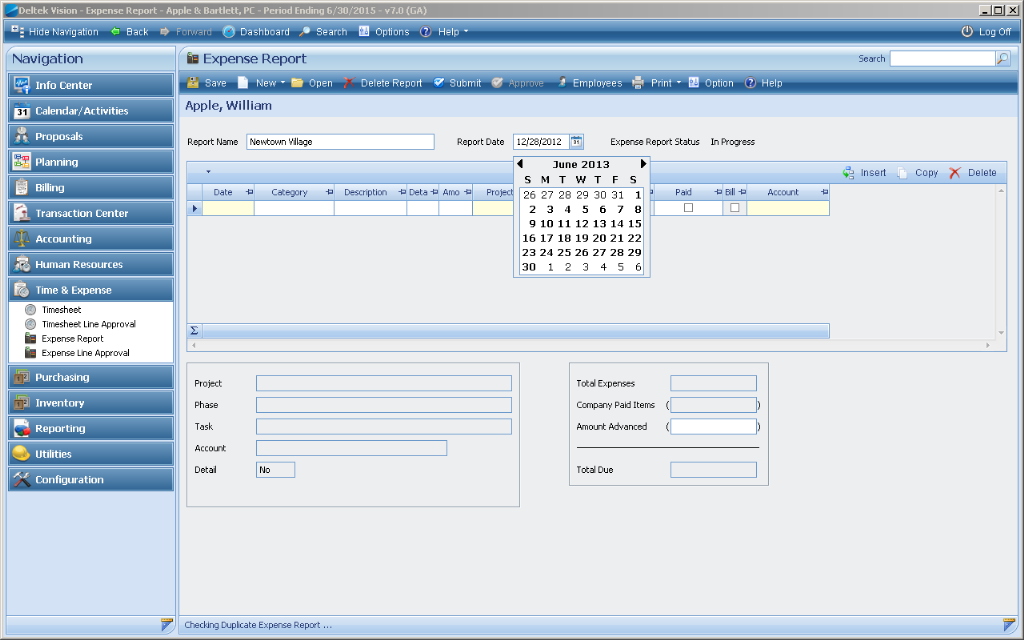 Deltek Vision - Expense Report - Apple & Bartlett, PC - Period Ending 6/30/2015 - v7.0 (GA)
Hide Navigation Back Forward Dashboard Search Options Help Log Off
Navigation
Info Center
31 Calendar/Activities
Proposals
Planning
Billing
Transaction Center
Accounting
Human Resources
Time & Expense
Timesheet
Timesheet Line Approval
Expense Report
Expense Line Approval
Purchasing
Inventory
Reporting
Utilities
Configuration
Expense Report Search
Save New Open Delete Report Submit Approve Employees Print Option Help
Apple, William
Report Name Newtown Village Report Date 12/28/2012 Expense Report Status In Progress
Insert Copy Delete
Date Category Description Deta Amo Project Paid Bill Account
June 2013
S M T W T F S
26 27 28 29 30 31 1
2 3 4 5 6 7 8
9 10 11 12 13 14 15
16 17 18 19 20 21 22
23 24 25 26 27 28 29
30 1 2 3 4 5 6
Σ
Project
Phase
Task
Account
Detail No
Total Expenses
Company Paid Items ( )
Amount Advanced ( )
Total Due
Checking Duplicate Expense Report ...